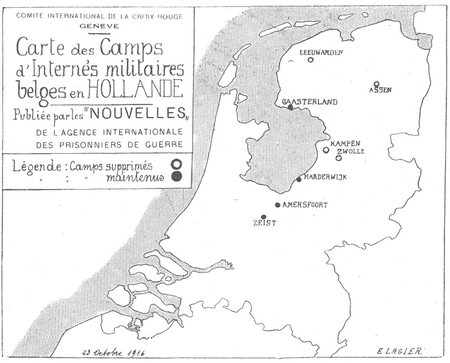 COMITÉ INTERNATIONAL DE LA CROIX-ROUGE
GENÈVE
Carte des Camps
d'Internés militaires
belges en HOLLANDE
Publiée par les "NOUVELLES"
DE L'AGENCE INTERNATIONALE
DES PRISONNIERS DE GUERRE
Légende : Camps supprimés
" : " maintenus
LEEUWARDEN
ASSEN
GAASTERLAND
KAMPEN
ZWOLLE
HARDERWIJK
AMERSFOORT
ZEIST
23 Octobre 1916
E. LAGIER.